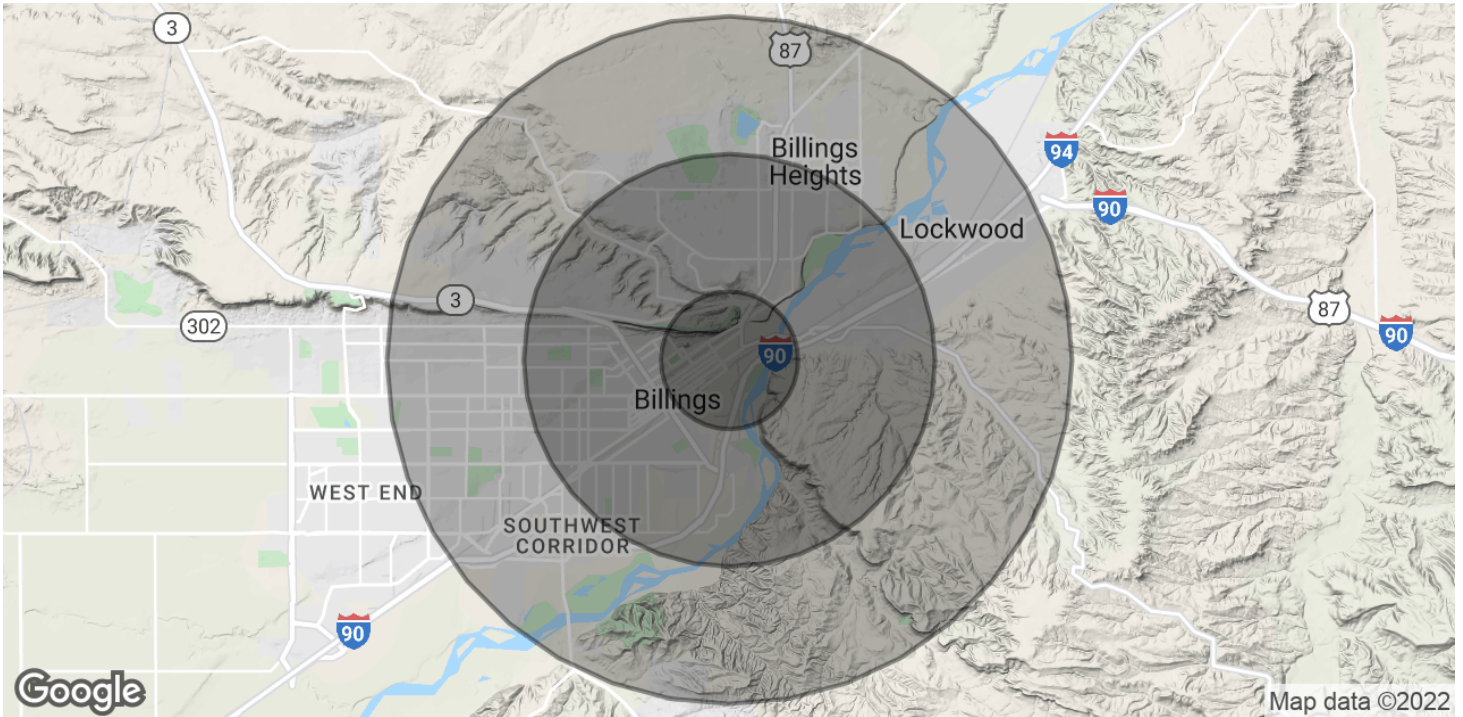 3
87
Billings
Heights
94
90
Lockwood
3
302
87
90
90
Billings
WEST END
SOUTHWEST
CORRIDOR
90
Google
Map data ©2022